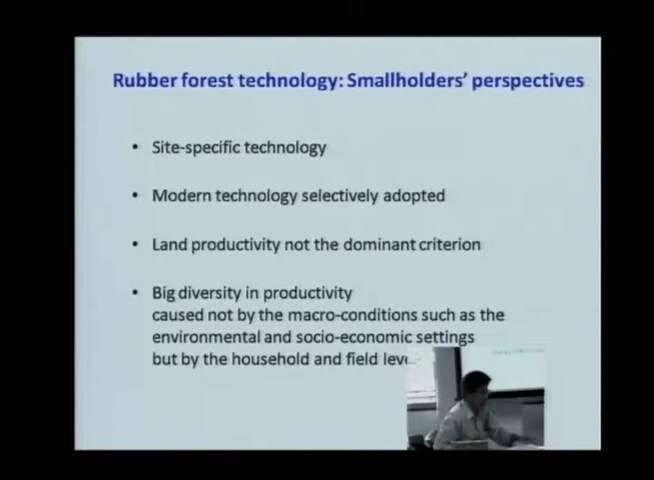 Rubber forest technology: Smallholders' perspectives
• Site-specific technology
• Modern technology selectively adopted
• Land productivity not the dominant criterion
• Big diversity in productivity
caused not by the macro-conditions such as the
environmental and socio-economic settings
but by the household and field